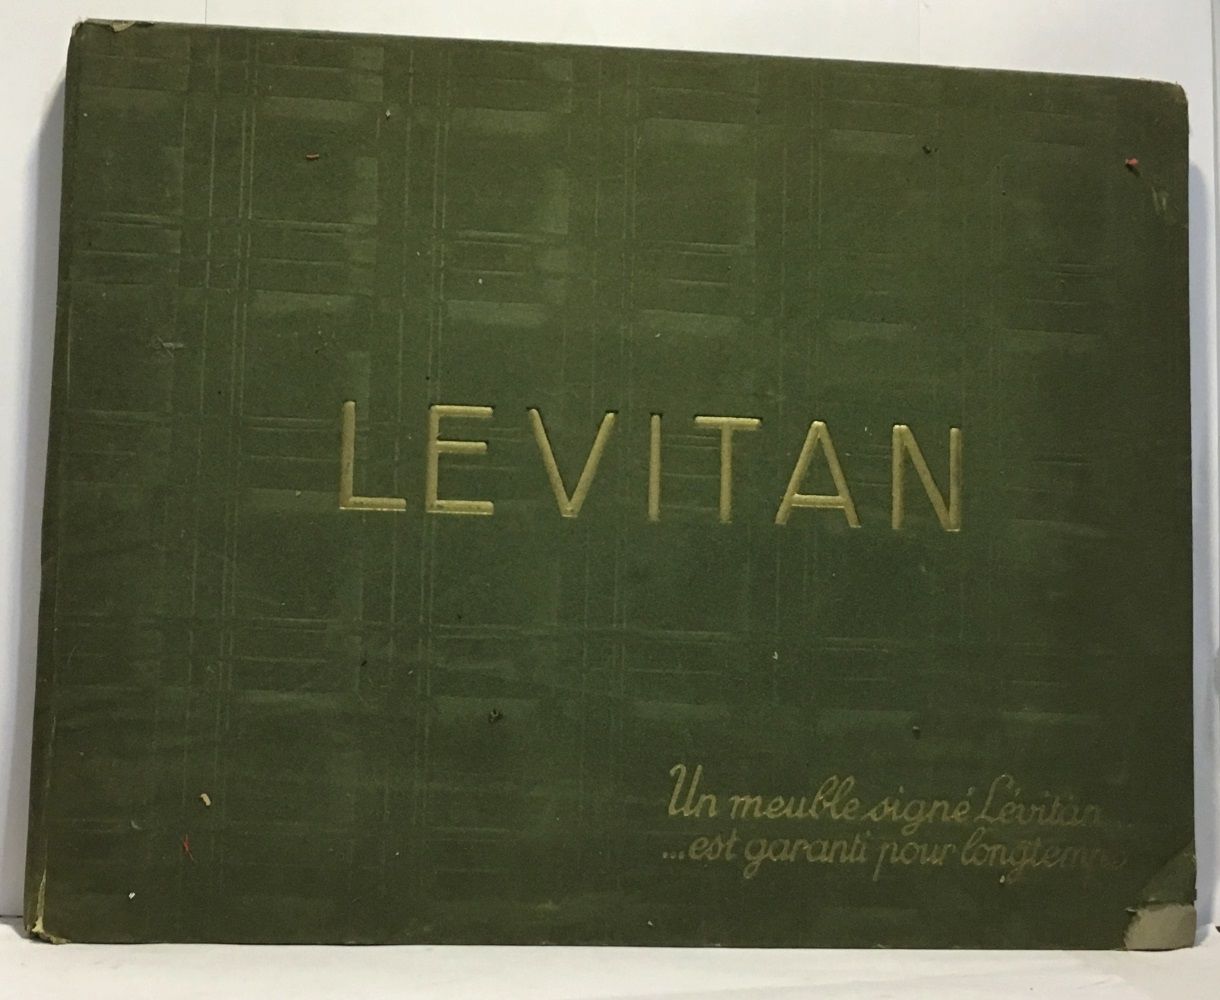 LEVITAN
Un meuble signé Lévitan...
...est garanti pour longtemps